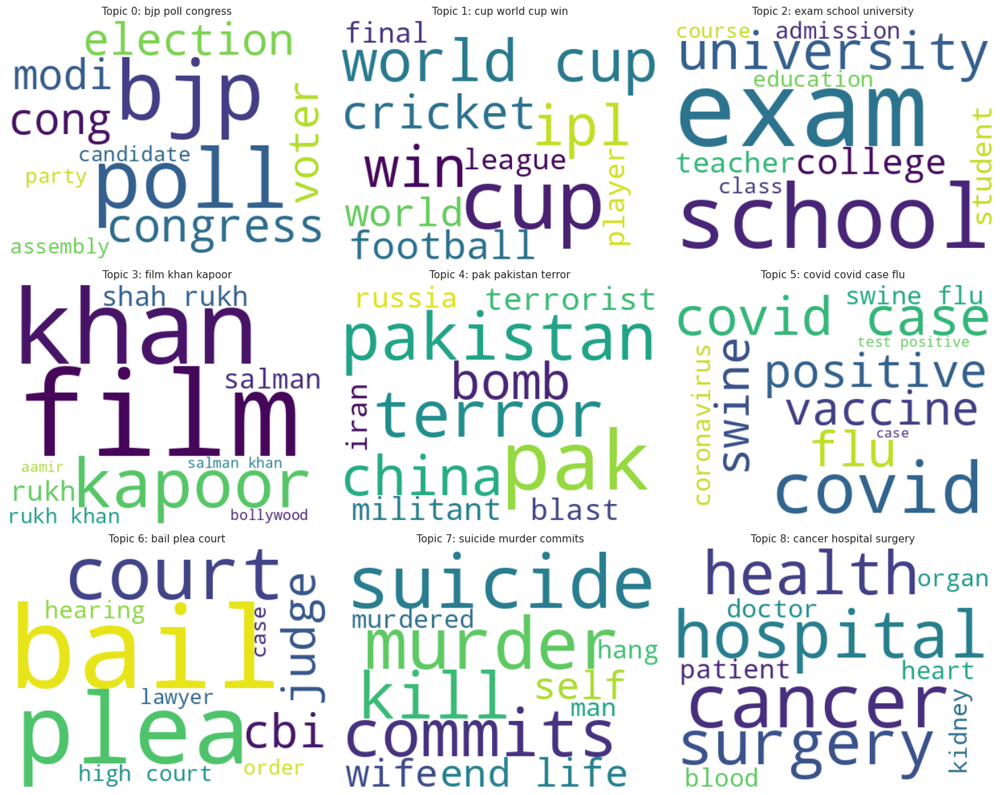 Topic 0: bjp poll congress
election
modi
bjp
cong
voter
candidate
party
poll
congress
assembly
Topic 1: cup world cup win
final
world cup
cricket
ipl
win
league
cup
player
world
football
Topic 2: exam school university
course
admission
university
education
exam
student
teacher
college
class
school
Topic 3: film khan kapoor
shah rukh
khan
salman
film
aamir
salman khan
rukh
kapoor
rukh khan
bollywood
Topic 4: pak pakistan terror
russia
terrorist
pakistan
bomb
iran
terror
pak
china
militant
blast
Topic 5: covid covid case flu
swine flu
covid case
test positive
coronavirus
swine
positive
vaccine
case
flu
covid
Topic 6: bail plea court
court
judge
hearing
case
bail
lawyer
plea
cbi
high court
order
Topic 7: suicide murder commits
suicide
murdered
murder
hang
kill
self
man
commits
wife
end life
Topic 8: cancer hospital surgery
health
organ
doctor
hospital
patient
heart
cancer
kidney
surgery
blood